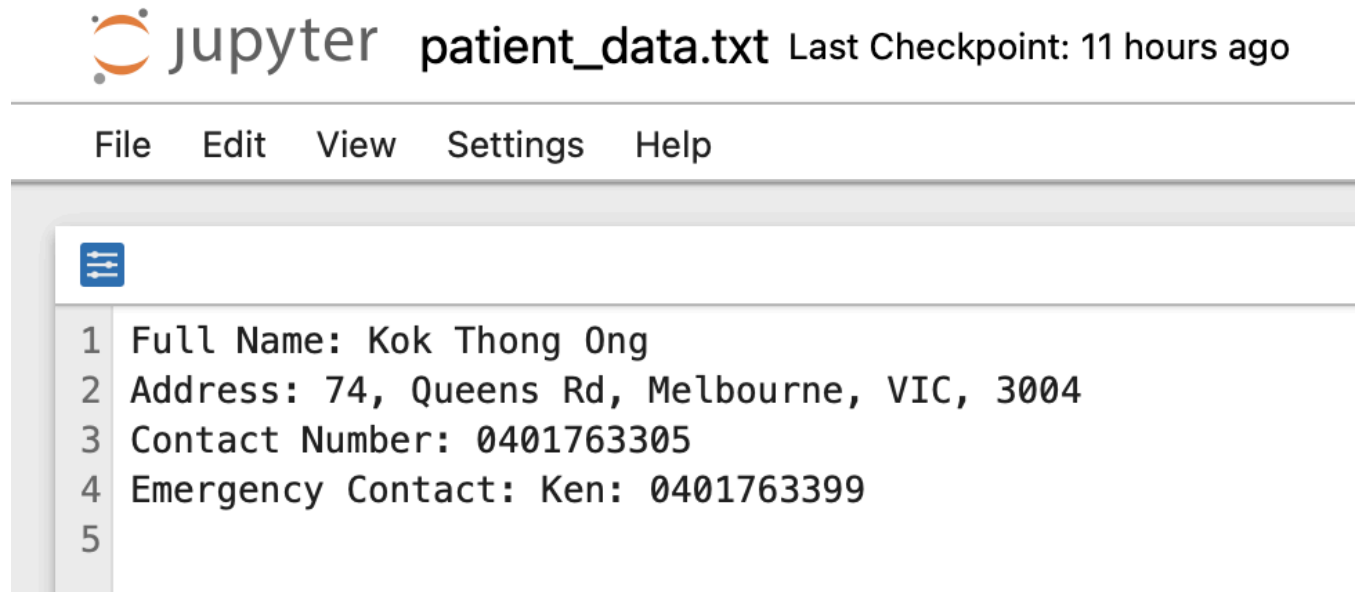 jupyter patient_data.txt Last Checkpoint: 11 hours ago
File Edit View Settings Help
1 Full Name: Kok Thong Ong
2 Address: 74, Queens Rd, Melbourne, VIC, 3004
3 Contact Number: 0401763305
4 Emergency Contact: Ken: 0401763399
5